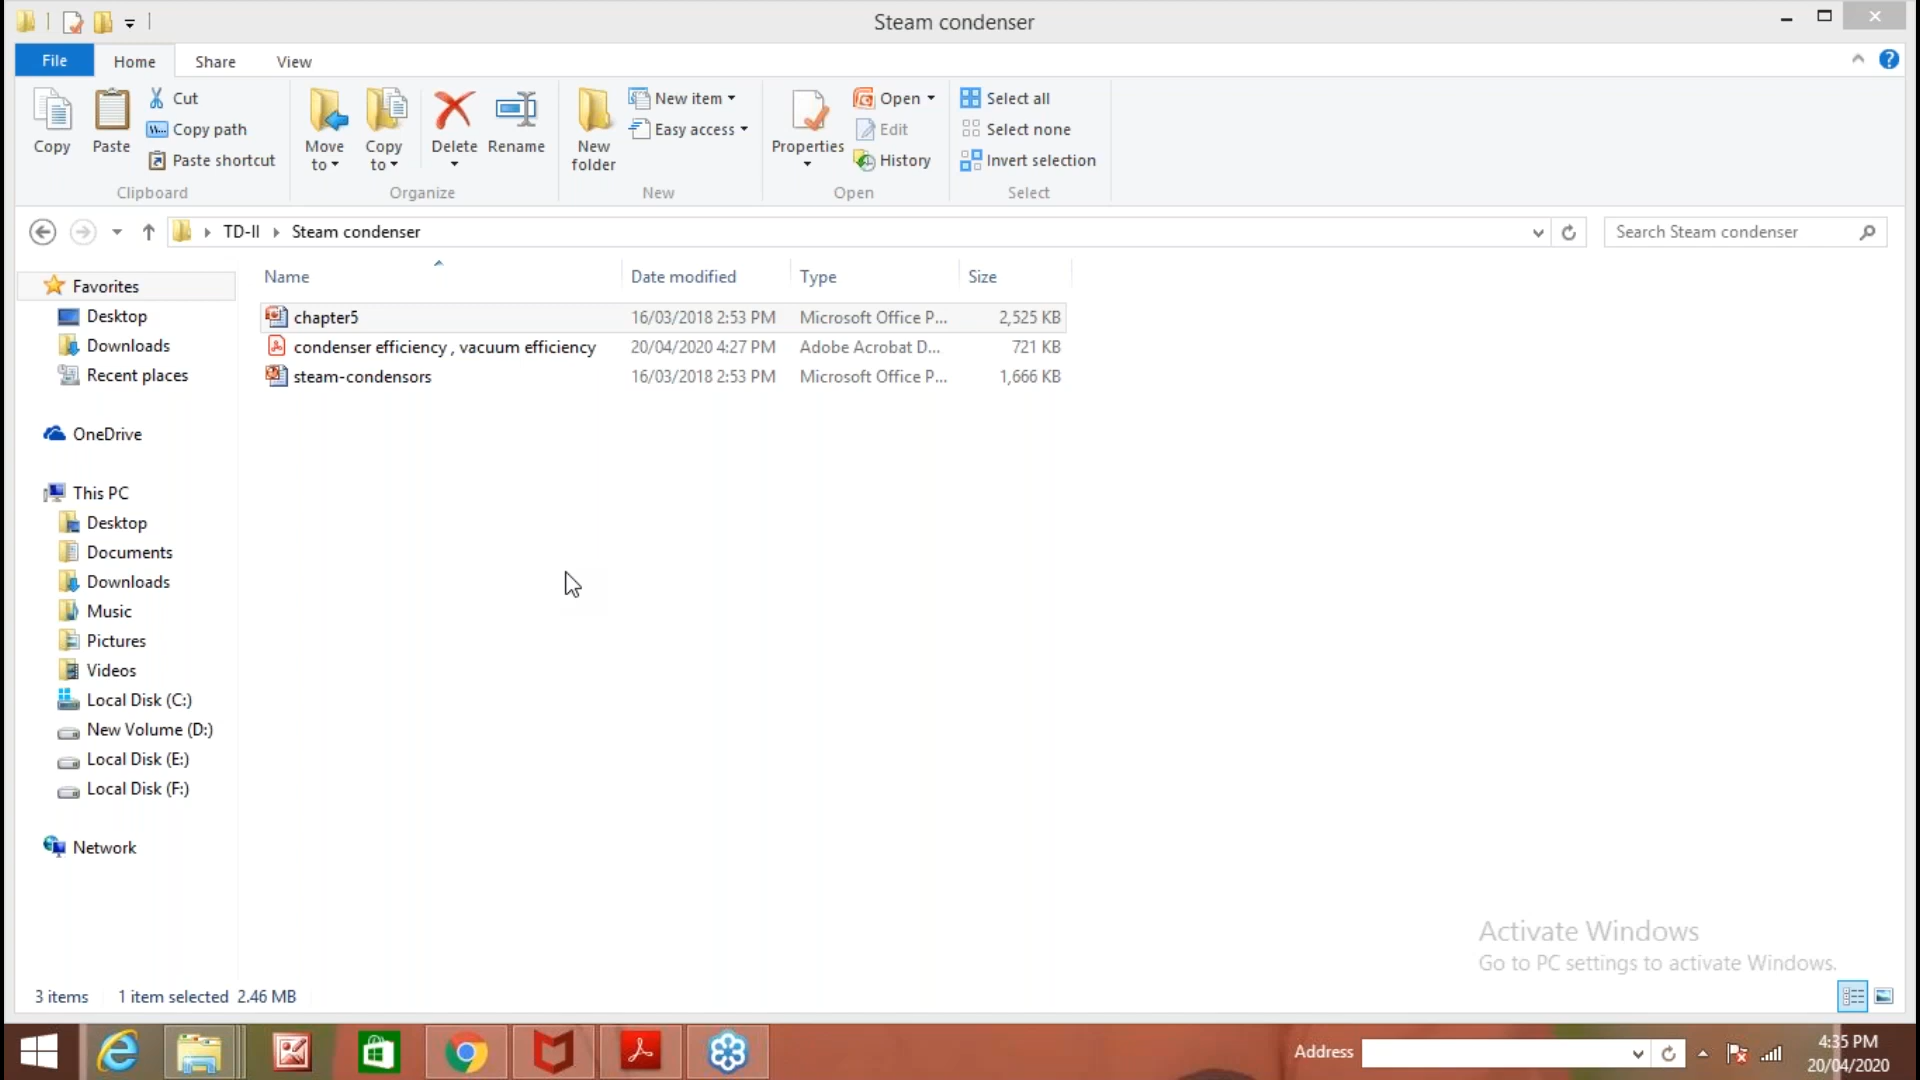 Steam condenser
File Home Share View
Copy
Paste
Cut
Copy path
Paste shortcut
Clipboard
Move to
Copy to
Delete
Rename
Organize
New folder
New item
Easy access
New
Properties
Open
Edit
History
Open
Select all
Select none
Invert selection
Select
TD-II Steam condenser
Search Steam condenser
Name Date modified Type Size
chapter5 16/03/2018 2:53 PM Microsoft Office P... 2,525 KB
condenser efficiency , vacuum efficiency 20/04/2020 4:27 PM Adobe Acrobat D... 721 KB
steam-condensors 16/03/2018 2:53 PM Microsoft Office P... 1,666 KB
Favorites
Desktop
Downloads
Recent places
OneDrive
This PC
Desktop
Documents
Downloads
Music
Pictures
Videos
Local Disk (C:)
New Volume (D:)
Local Disk (E:)
Local Disk (F:)
Network
Activate Windows
Go to PC settings to activate Windows.
3 items 1 item selected 2.46 MB
Address
4:35 PM
20/04/2020